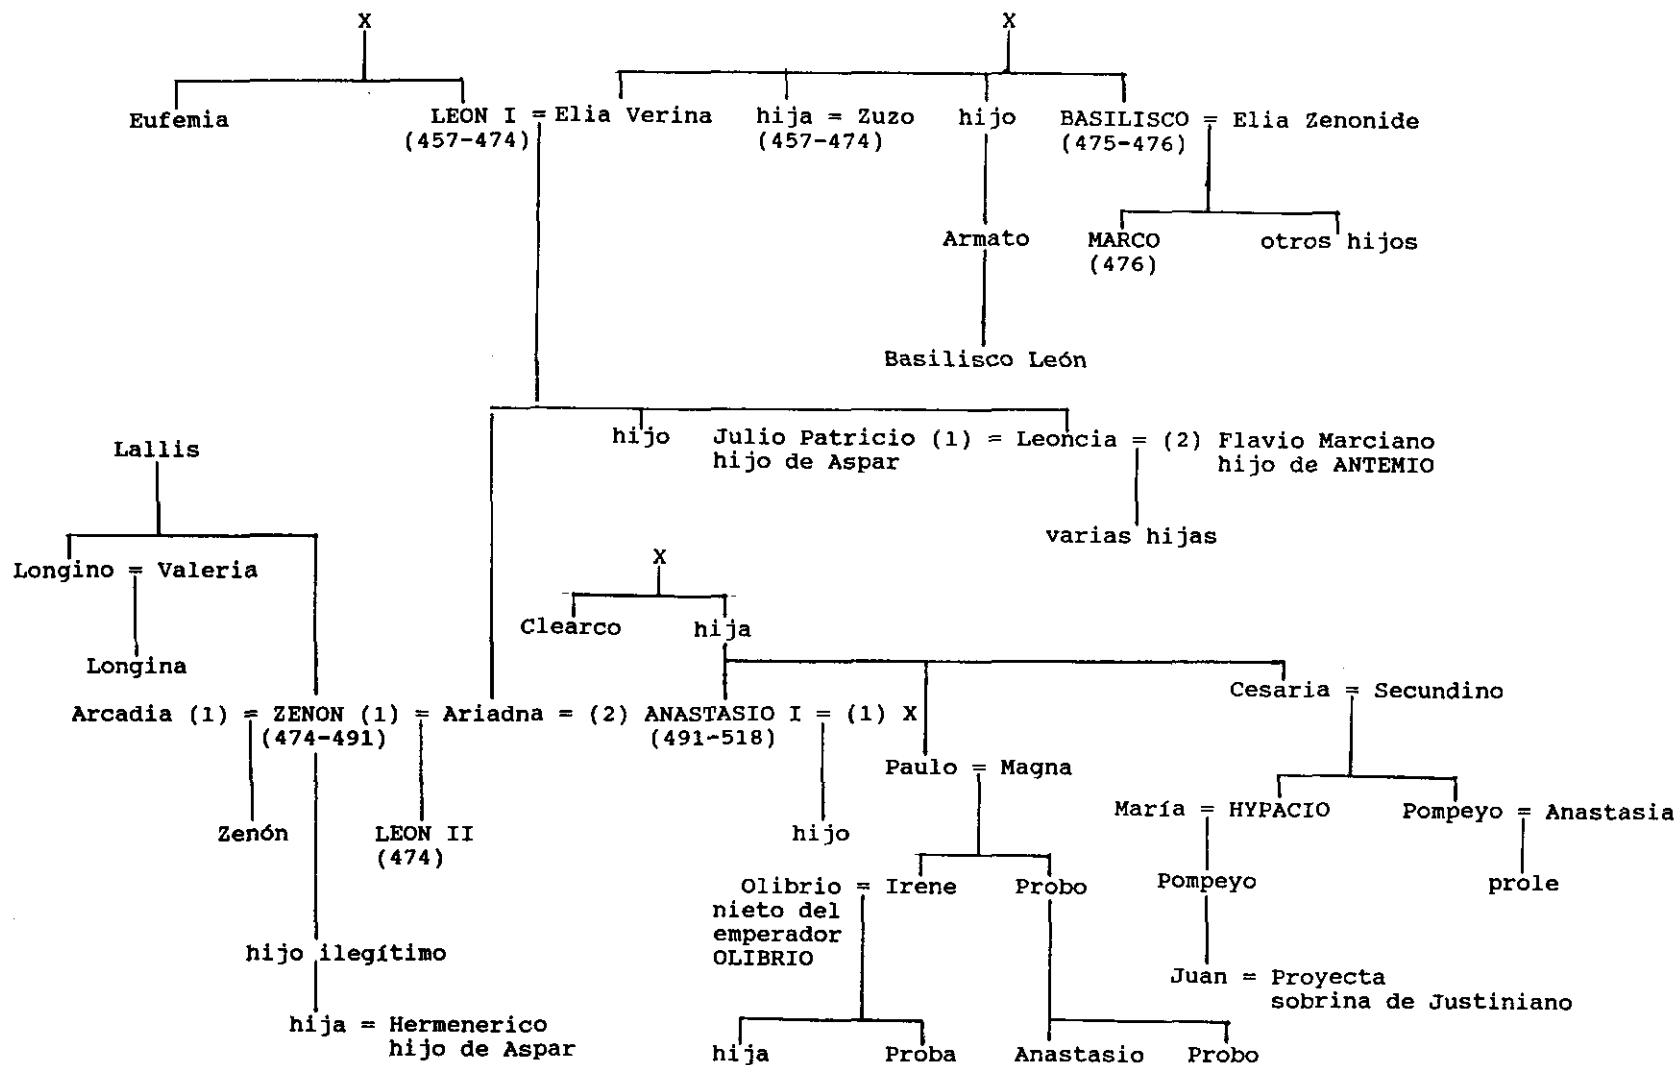 X X
Eufemia LEON I = Elia Verina hija = Zuzo hijo BASILISCO = Elia Zenonide
(457-474) (457-474) (475-476)
Armato MARCO otros hijos
(476)
Basilisco León
hijo Julio Patricio (1) = Leoncia = (2) Flavio Marciano
hijo de Aspar hijo de ANTEMIO
Lallis
varias hijas
Longino = Valeria X
Clearco hija
Longina
Cesaria = Secundino
Arcadia (1) = ZENON (1) = Ariadna = (2) ANASTASIO I = (1) X
(474-491) (491-518)
Paulo = Magna
María = HYPACIO Pompeyo = Anastasia
Zenón LEON II hijo
(474)
Olibrio = Irene Probo Pompeyo prole
nieto del
emperador
OLIBRIO
hijo ilegítimo
Juan = Proyecta
sobrina de Justiniano
hija = Hermenerico
hijo de Aspar
hija Proba Anastasio Probo